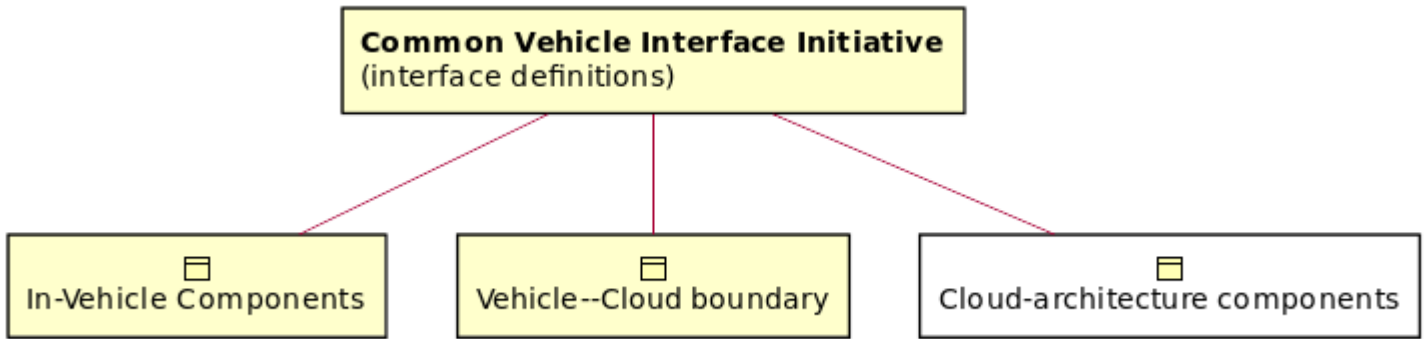 Common Vehicle Interface Initiative
(interface definitions)
In-Vehicle Components
Vehicle--Cloud boundary
Cloud-architecture components